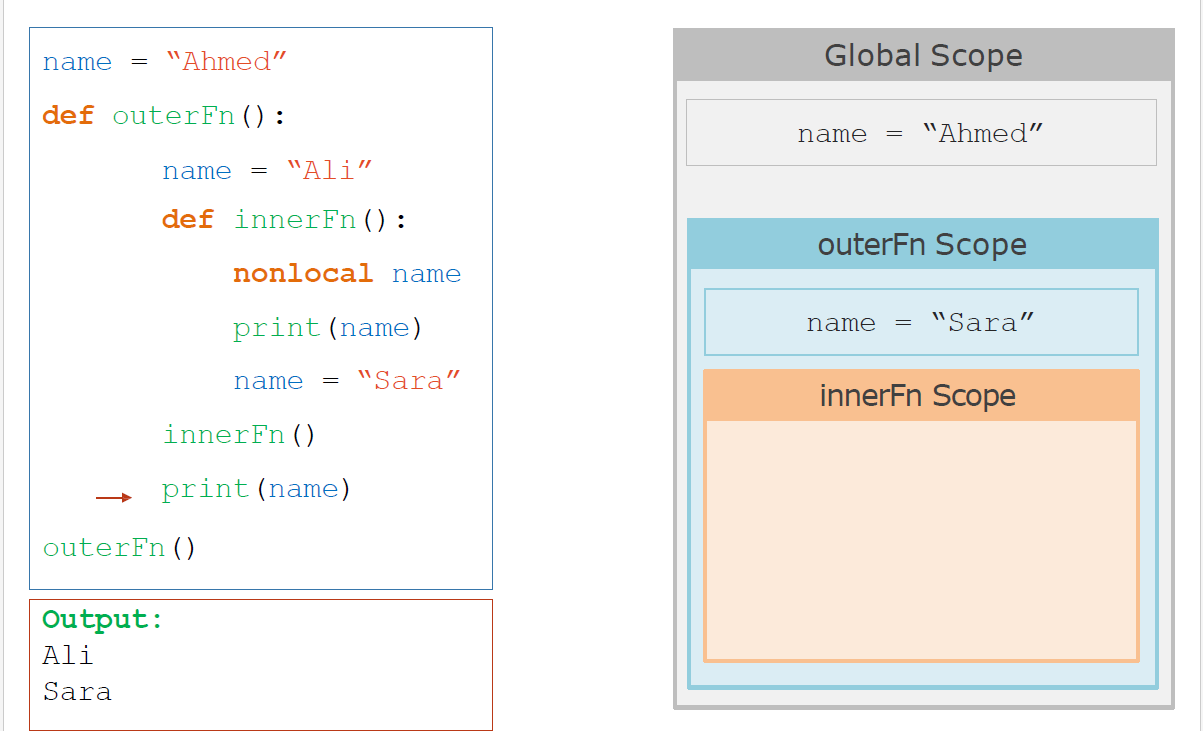 name = “Ahmed”
def outerFn():
name = “Ali”
def innerFn():
nonlocal name
print(name)
name = “Sara”
innerFn()
print(name)
outerFn()
Output:
Ali
Sara
Global Scope
name = “Ahmed”
outerFn Scope
name = “Sara”
innerFn Scope